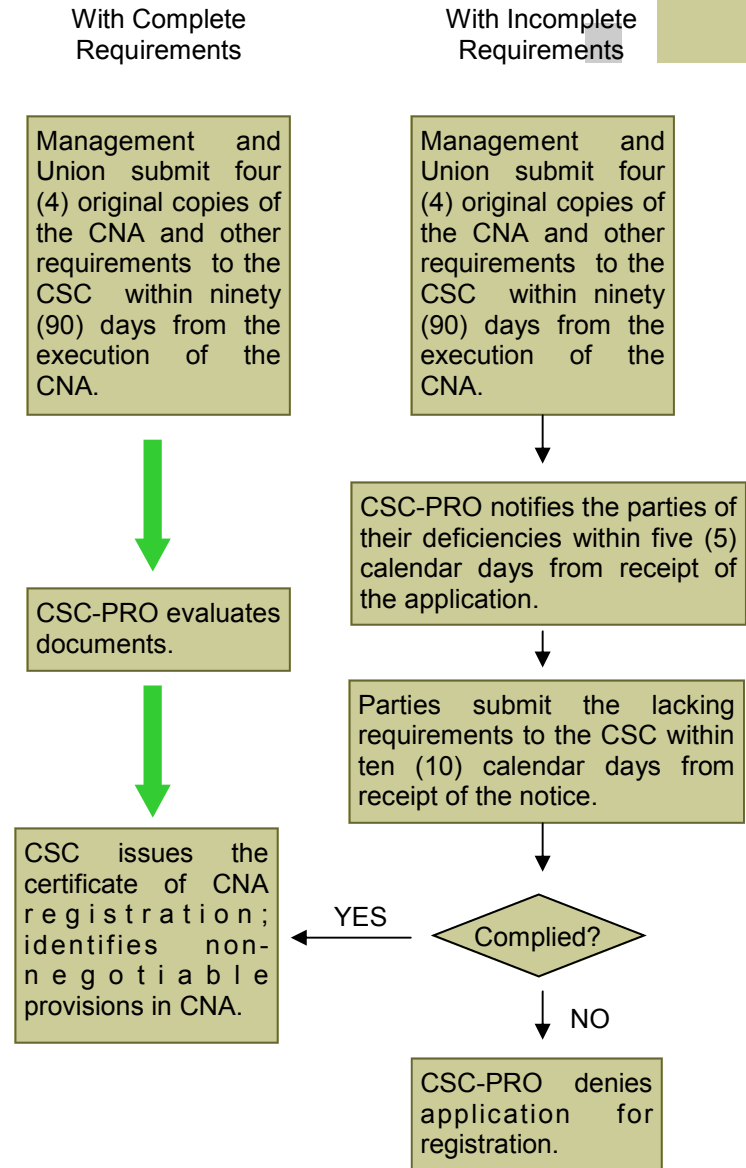 With Complete
Requirements
With Incomplete
Requirements
Management and
Union submit four
(4) original copies of
the CNA and other
requirements to the
CSC within ninety
(90) days from the
execution of the
CNA.
CSC-PRO evaluates
documents.
CSC issues the
certificate of CNA
registration;
identifies non-
negotiable
provisions in CNA.
Management and
Union submit four
(4) original copies of
the CNA and other
requirements to the
CSC within ninety
(90) days from the
execution of the
CNA.
CSC-PRO notifies the parties of
their deficiencies within five (5)
calendar days from receipt of
the application.
Parties submit the lacking
requirements to the CSC within
ten (10) calendar days from
receipt of the notice.
Complied?
YES
NO
CSC-PRO denies
application for
registration.